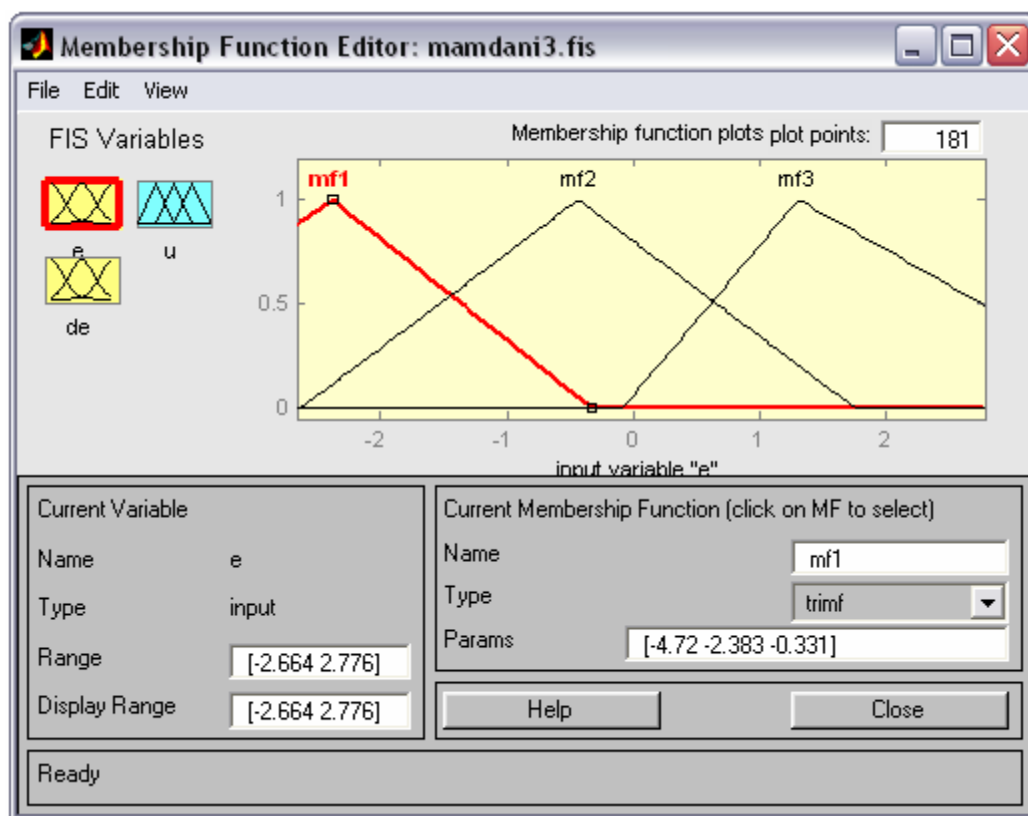 Membership Function Editor: mamdani3.fis
File Edit View
FIS Variables
Membership function plots plot points: 181
e
u
de
mf1 mf2 mf3
1
0.5
0
-2 -1 0 1 2
input variable "e"
Current Variable
Name e
Type input
Range [-2.664 2.776]
Display Range [-2.664 2.776]
Current Membership Function (click on MF to select)
Name mf1
Type trimf
Params [-4.72 -2.383 -0.331]
Help Close
Ready